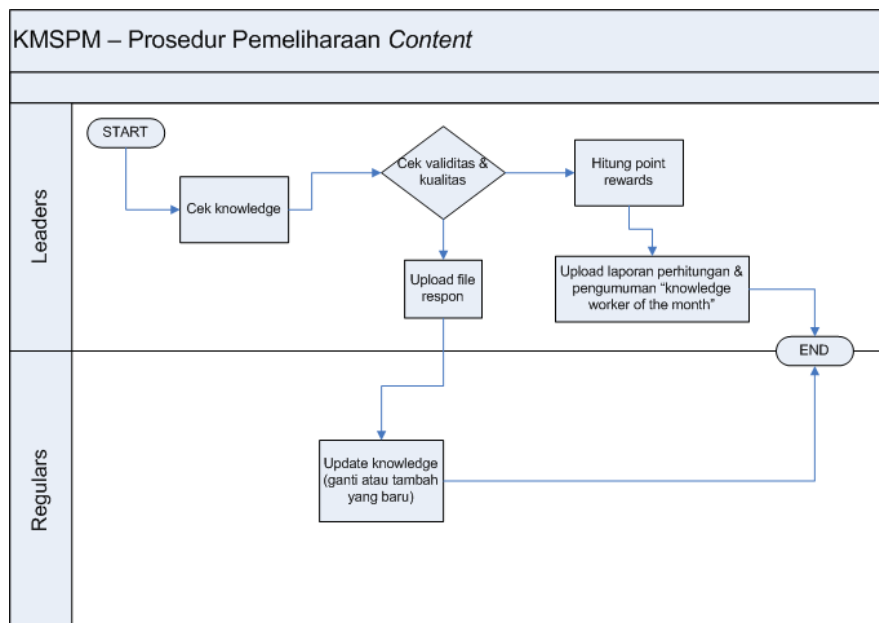 KMSPM – Prosedur Pemeliharaan Content
Leaders
START
Cek knowledge
Cek validitas &
kualitas
Hitung point
rewards
Upload file
respon
Upload laporan perhitungan &
pengumuman “knowledge
worker of the month”
END
Regulars
Update knowledge
(ganti atau tambah
yang baru)